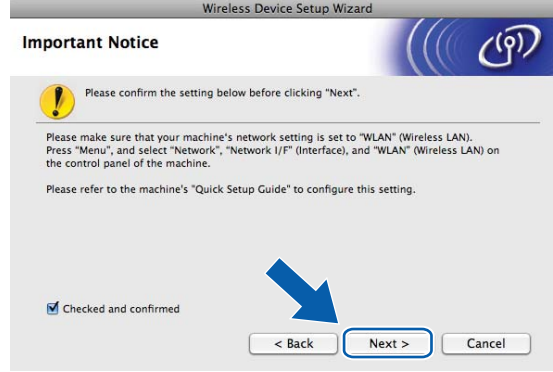 Wireless Device Setup Wizard
Important Notice
Please confirm the setting below before clicking "Next".
Please make sure that your machine's network setting is set to "WLAN" (Wireless LAN).
Press "Menu", and select "Network", "Network I/F" (Interface), and "WLAN" (Wireless LAN) on
the control panel of the machine.
Please refer to the machine's "Quick Setup Guide" to configure this setting.
Checked and confirmed
< Back
Next >
Cancel